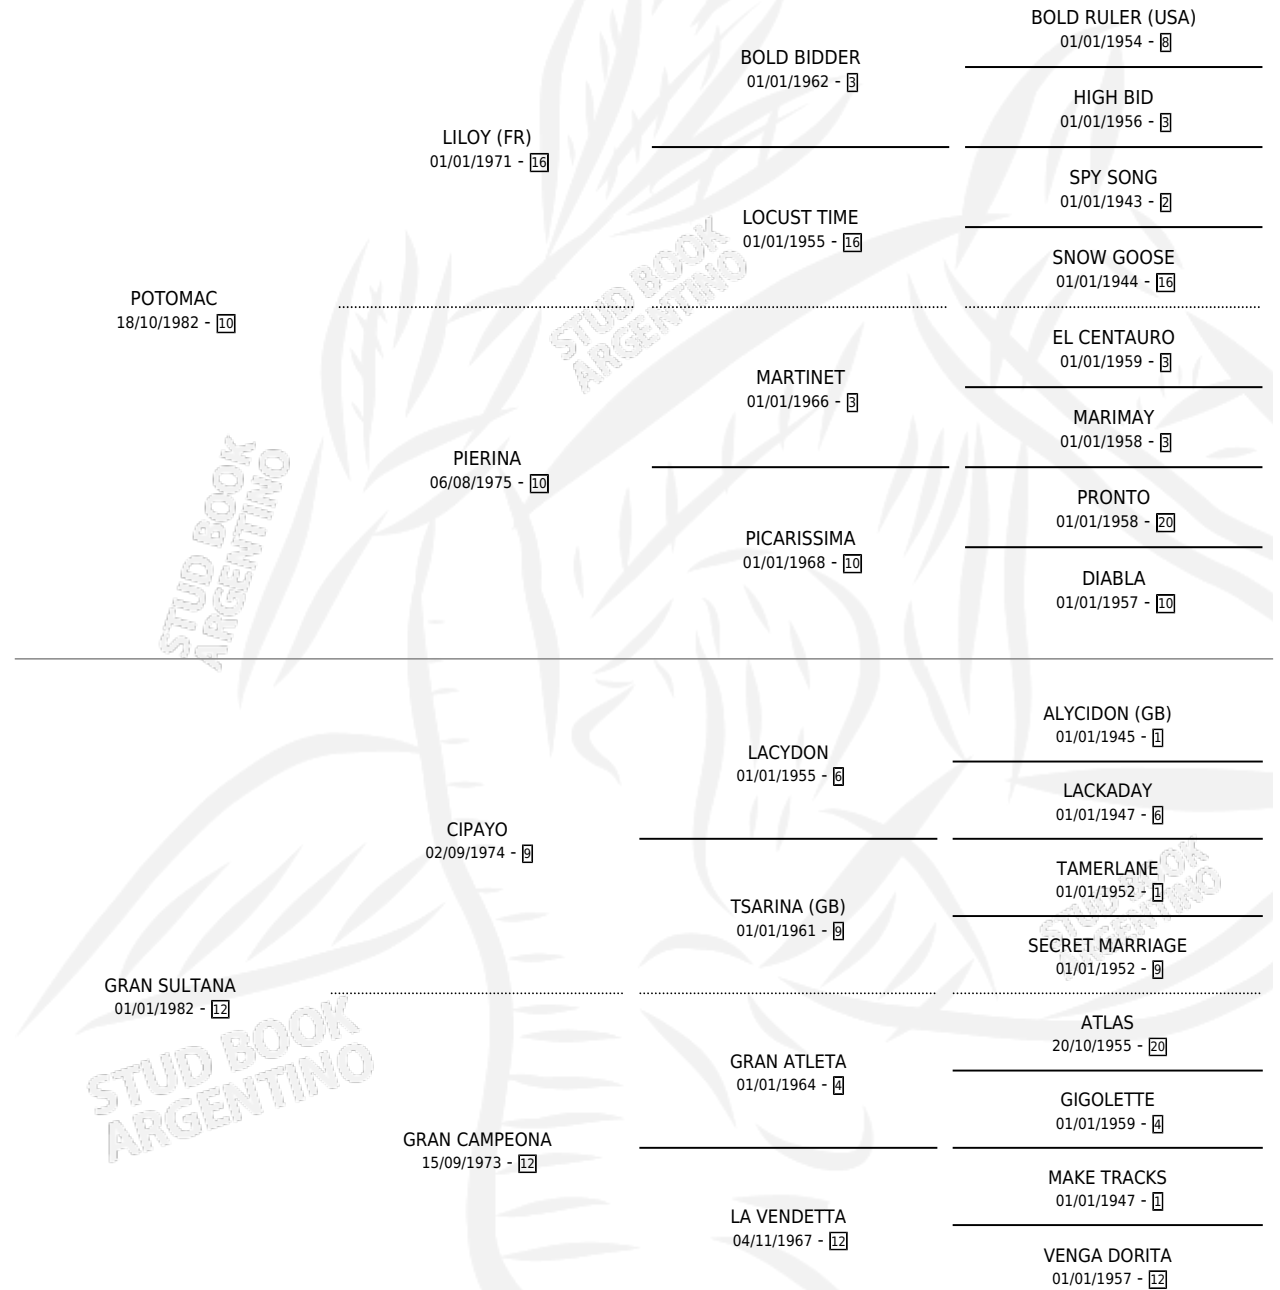 BOLD RULER (USA)
01/01/1954 - 8
BOLD BIDDER
01/01/1962 - 3
HIGH BID
01/01/1956 - 3
LILOY (FR)
01/01/1971 - 16
SPY SONG
01/01/1943 - 2
LOCUST TIME
01/01/1955 - 16
SNOW GOOSE
01/01/1944 - 16
POTOMAC
18/10/1982 - 10
STUD BOOK
ARGENTINO
EL CENTAURO
01/01/1959 - 3
MARTINET
01/01/1966 - 3
MARIMAY
01/01/1958 - 3
PIERINA
06/08/1975 - 10
PRONTO
01/01/1958 - 20
PICARISSIMA
01/01/1968 - 10
DIABLA
01/01/1957 - 10
STUD BOOK
ARGENTINO
ALYCIDON (GB)
01/01/1945 - 1
LACYDON
01/01/1955 - 6
LACKADAY
01/01/1947 - 6
CIPAYO
02/09/1974 - 9
TAMERLANE
01/01/1952 - 1
TSARINA (GB)
01/01/1961 - 9
STUD BOOK
ARGENTINO
SECRET MARRIAGE
01/01/1952 - 9
GRAN SULTANA
01/01/1982 - 12
ATLAS
20/10/1955 - 20
GRAN ATLETA
01/01/1964 - 4
STUD BOOK
ARGENTINO
GIGOLETTE
01/01/1959 - 4
GRAN CAMPEONA
15/09/1973 - 12
MAKE TRACKS
01/01/1947 - 1
LA VENDETTA
04/11/1967 - 12
VENGA DORITA
01/01/1957 - 12